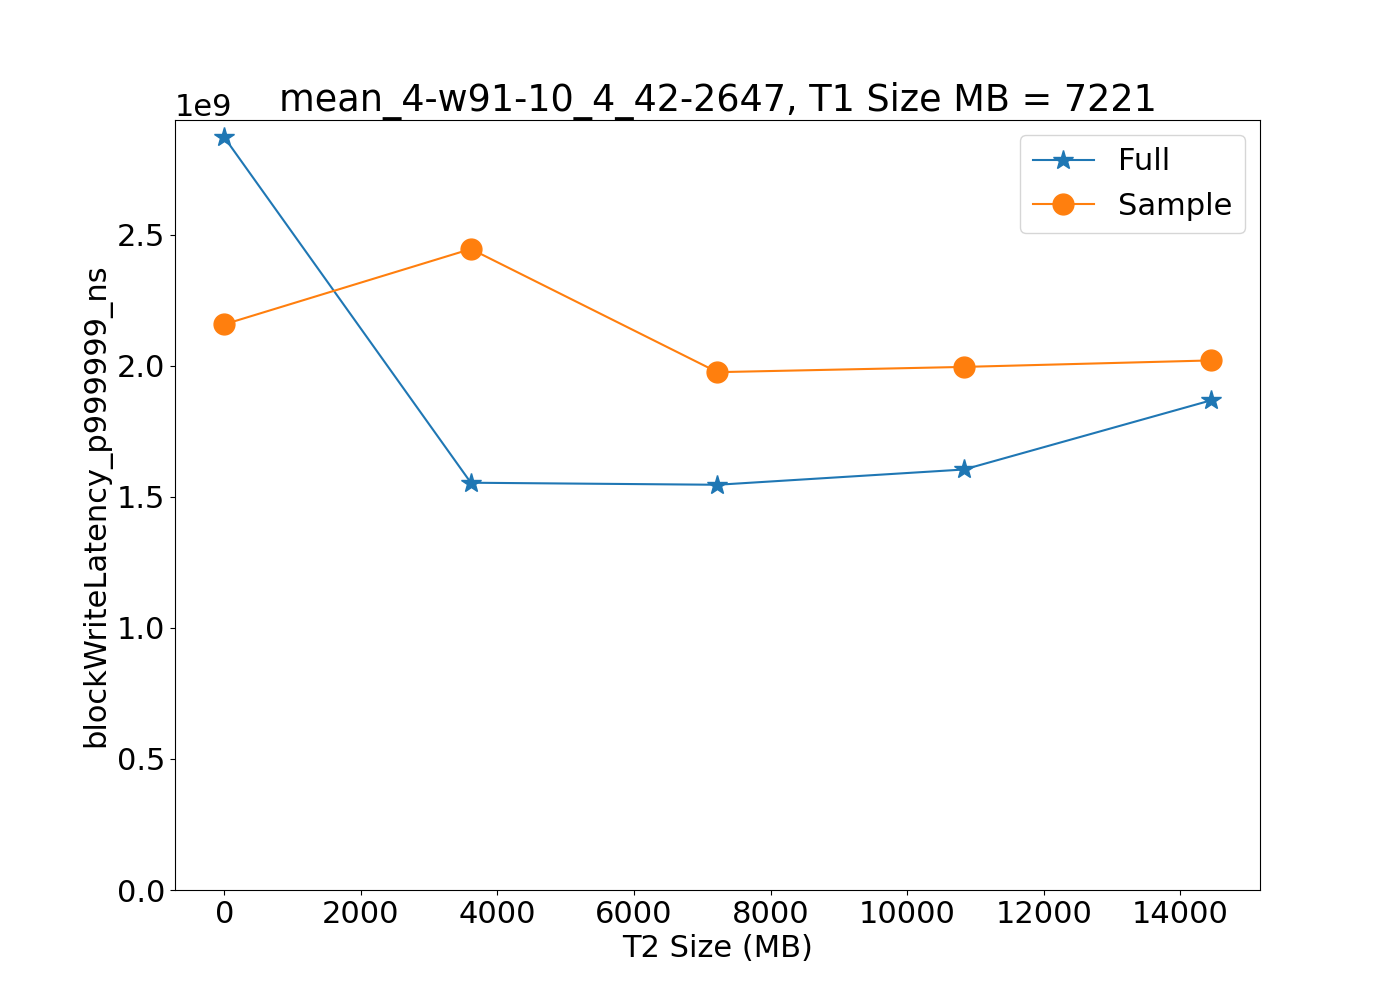 mean_4-w91-10_4_42-2647, T1 Size MB = 7221
1e9
Full
Sample
2.5
2.0
1.5
1.0
0.5
0.0
blockWriteLatency_p999999_ns
0 2000 4000 6000 8000 10000 12000 14000
T2 Size (MB)